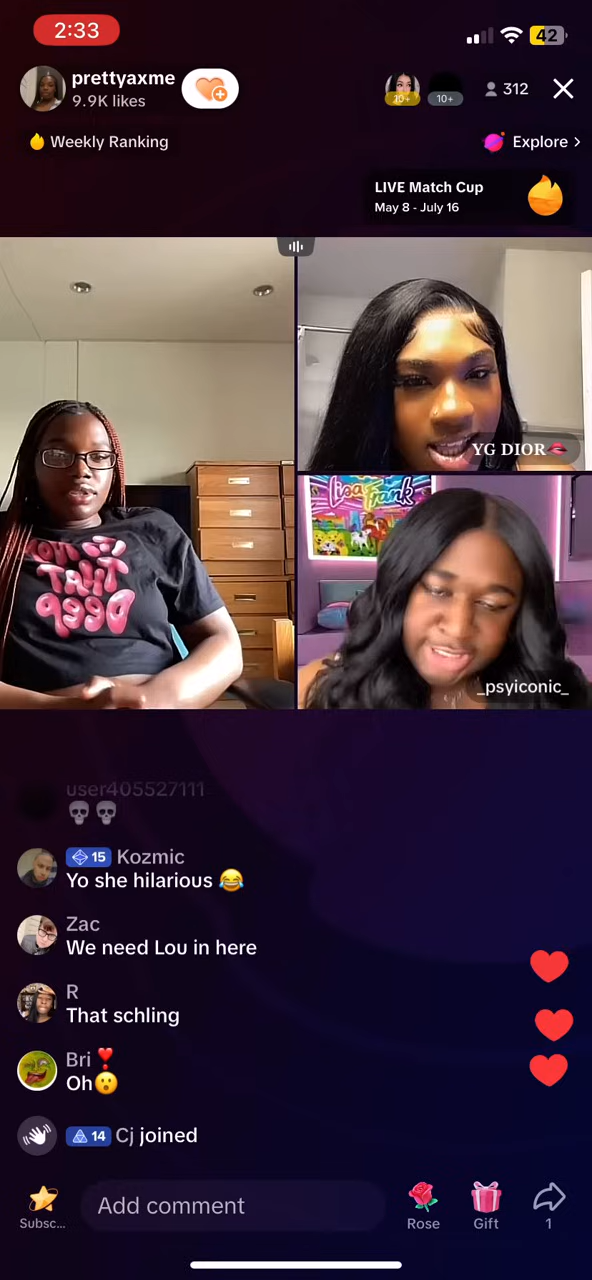 2:33
42
prettyaxme
9.9K likes
10+
10+
312
Weekly Ranking
Explore >
LIVE Match Cup
May 8 - July 16
YG DIOR💋
Lisa Frank
_psyiconic_
user405527111
💀💀
15 Kozmic
Yo she hilarious 😂
Zac
We need Lou in here
R
That schling
Bri❣️
Oh😮
14 Cj joined
Subsc...
Add comment
Rose
Gift
1